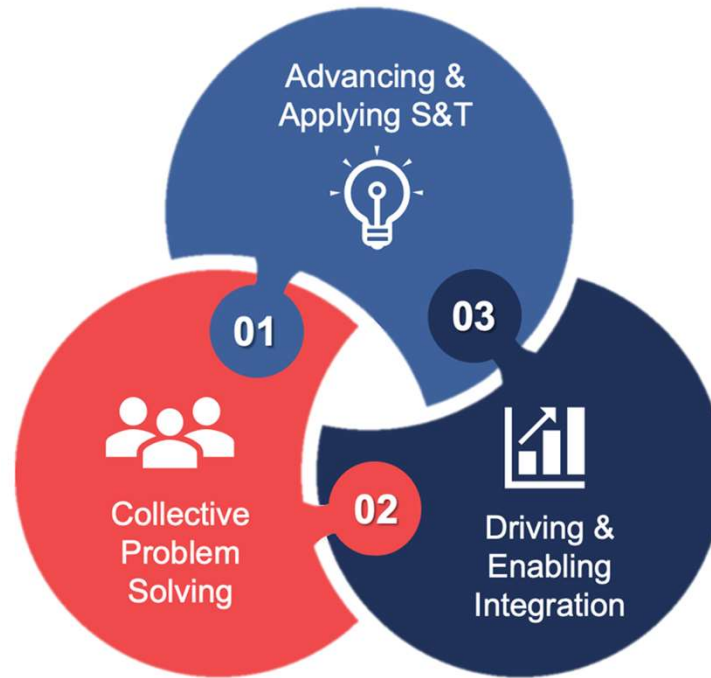 Advancing &
Applying S&T
01
03
02
Collective
Problem
Solving
Driving &
Enabling
Integration